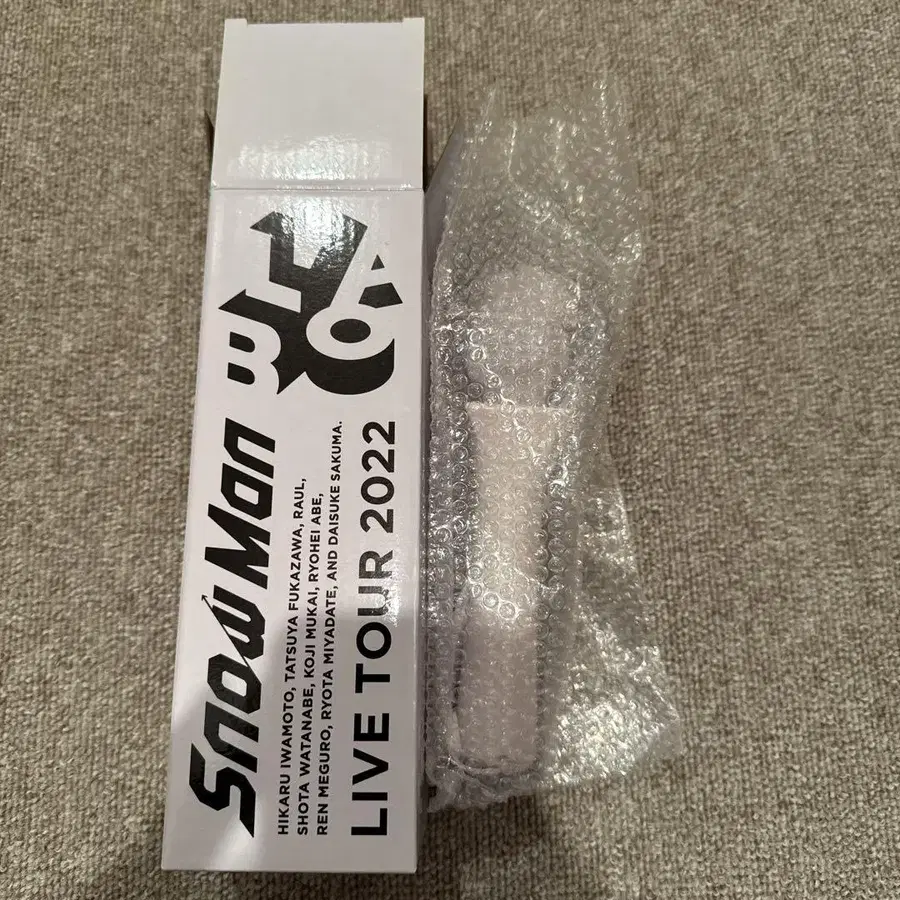 Snow Man
HIKARU IWAMOTO, TATSUYA FUKAZAWA, RAUL,
SHOTA WATANABE, KOJI MUKAI, RYOHEI ABE,
REN MEGURO, RYOTA MIYADATE, AND DAISUKE SAKUMA.
LIVE TOUR 2022